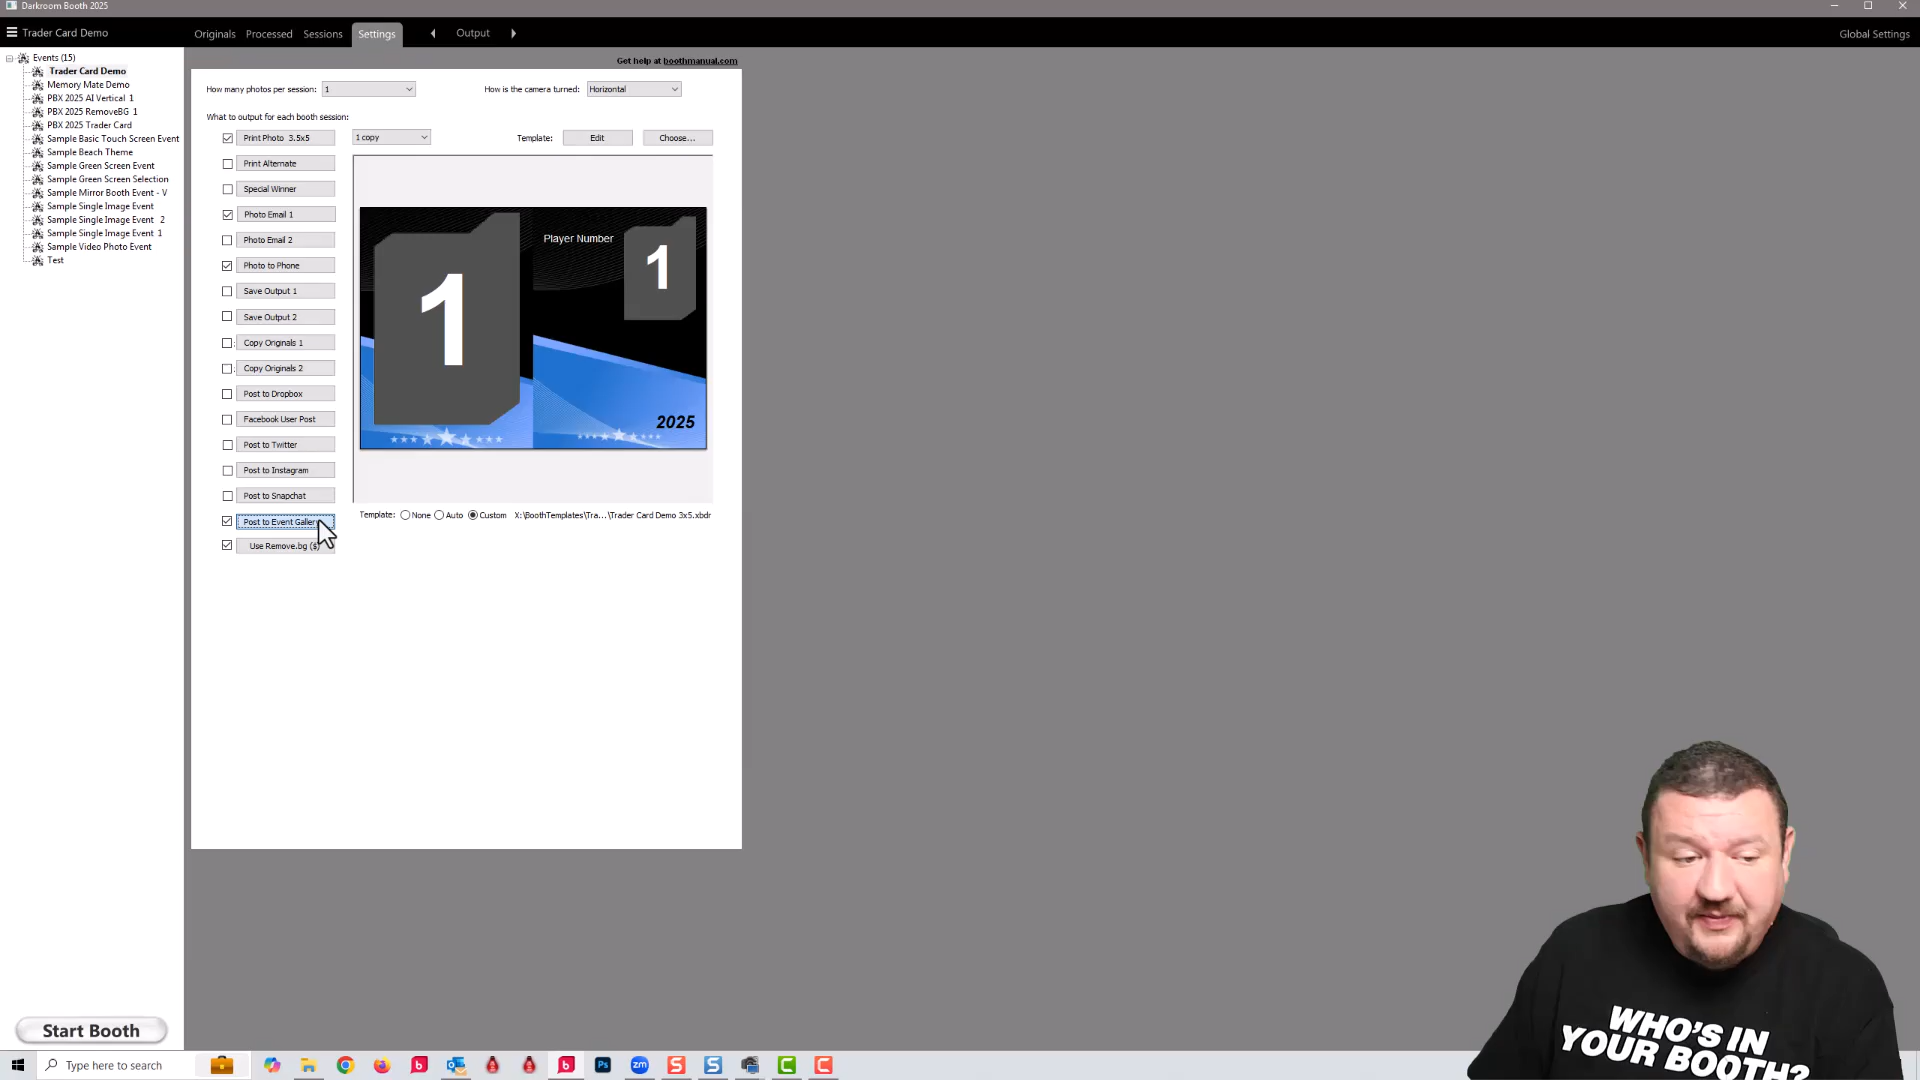 Darkroom Booth 2025
Trader Card Demo
Originals Processed Sessions Settings Output Global Settings
Events (15)
Trader Card Demo
Memory Mate Demo
PBX 2025 AI Vertical 1
PBX 2025 RemoveBG 1
PBX 2025 Trader Card
Sample Basic Touch Screen Event
Sample Beach Theme
Sample Green Screen Event
Sample Green Screen Selection
Sample Mirror Booth Event - V
Sample Single Image Event
Sample Single Image Event 2
Sample Single Image Event 1
Sample Video Photo Event
Test
Start Booth
Get help at boothmanual.com
How many photos per session: 1 How is the camera turned: Horizontal
What to output for each booth session:
Print Photo 3.5x5 1 copy Template: Edit Choose...
Print Alternate
Special Winner
Photo Email 1
Photo Email 2
Photo to Phone
Save Output 1
Save Output 2
Copy Originals 1
Copy Originals 2
Post to Dropbox
Facebook User Post
Post to Twitter
Post to Instagram
Post to Snapchat
Post to Event Gallery
Use Remove.bg ($)
1
Player Number
1
2025
Template: None Auto Custom X:\BoothTemplates\Tra...\Trader Card Demo 3x5.xbdr
Type here to search
b
b
Ps
zm
S
S
C
C
WHO'S IN
YOUR BOOTH?